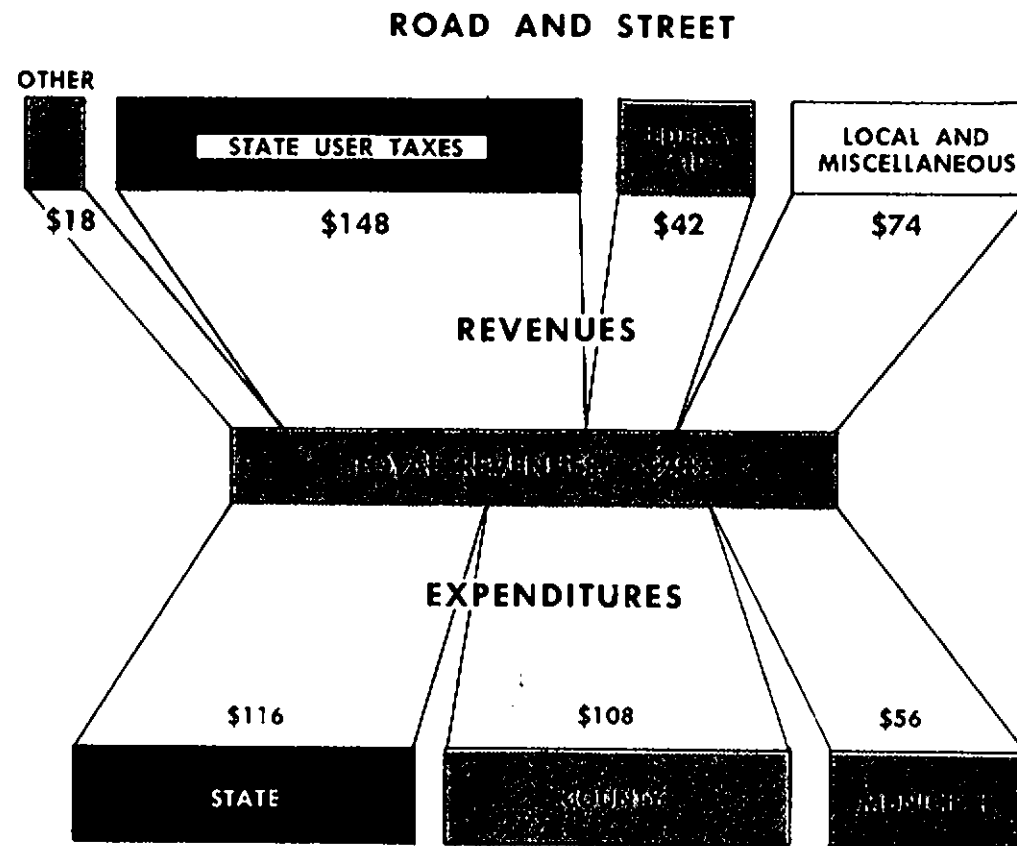 ROAD AND STREET
OTHER
STATE USER TAXES
LOCAL AND
MISCELLANEOUS
$18
$148
$42
$74
REVENUES
EXPENDITURES
$116
$108
$56
STATE
COUNTY